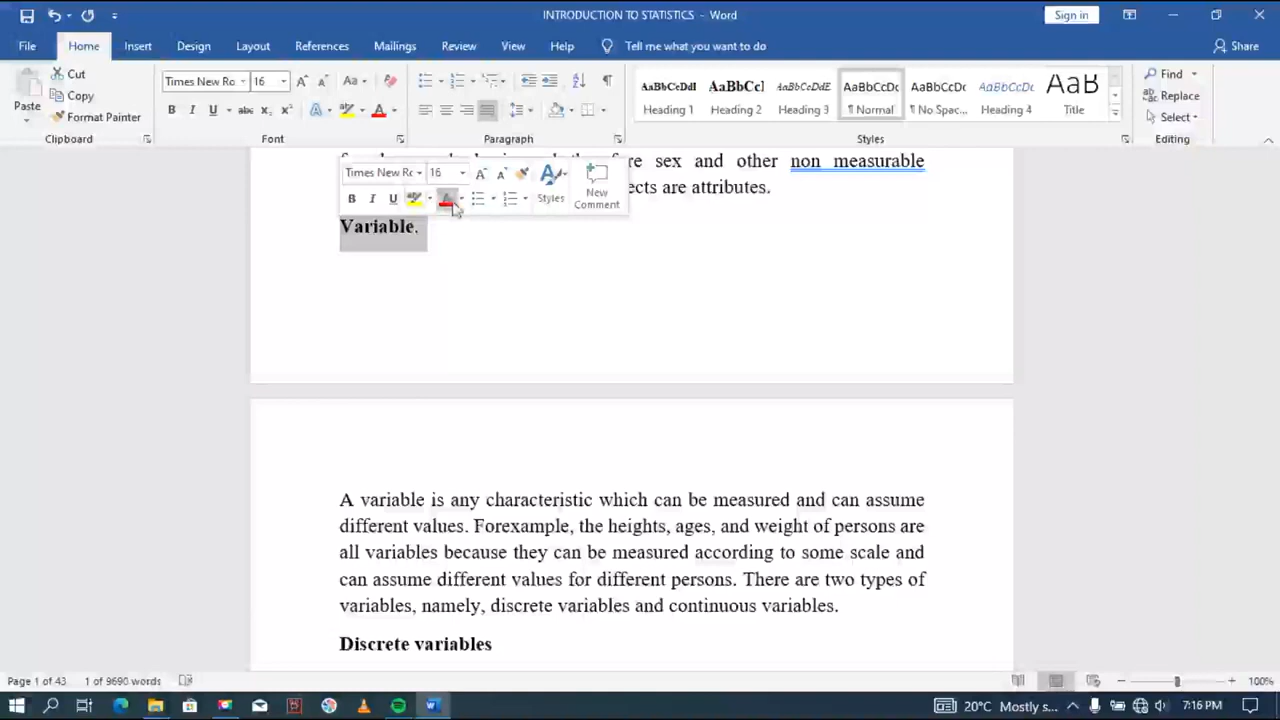 INTRODUCTION TO STATISTICS - Word
Sign in
File Home Insert Design Layout References Mailings Review View Help Tell me what you want to do Share
Paste
Cut
Copy
Format Painter
Clipboard
Times New Ro 16
Aa
B I U abc x₂ x²
Font
Paragraph
AaBbCcDdI AaBbCcI AaBbCcDdE AaBbCcDc AaBbCcDc AaBbCcDc AaB
Heading 1 Heading 2 Heading 3 ¶ Normal ¶ No Spac... Heading 4 Title
Styles
Find
Replace
Select
Editing
sex and other non measurable
ects are attributes.
Times New Ro 16
B I U
Styles
New
Comment
Variable.
A variable is any characteristic which can be measured and can assume
different values. Forexample, the heights, ages, and weight of persons are
all variables because they can be measured according to some scale and
can assume different values for different persons. There are two types of
variables, namely, discrete variables and continuous variables.
Discrete variables
Page 1 of 43 1 of 9690 words 100%
20°C Mostly s... 7:16 PM